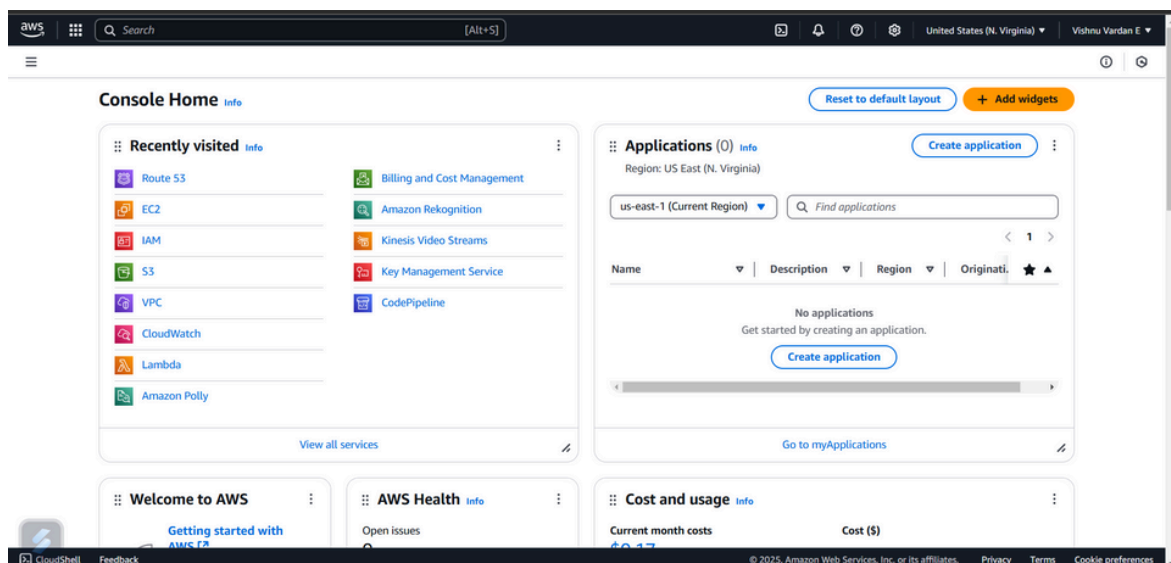 aws
Search [Alt+S]
United States (N. Virginia) ▼
Vishnu Vardan E ▼
Console Home Info
Reset to default layout
+ Add widgets
Recently visited Info
Route 53
EC2
IAM
S3
VPC
CloudWatch
Lambda
Amazon Polly
Billing and Cost Management
Amazon Rekognition
Kinesis Video Streams
Key Management Service
CodePipeline
View all services
Applications (0) Info
Create application
Region: US East (N. Virginia)
us-east-1 (Current Region) ▼
Find applications
1
Name Description Region Originati.
No applications
Get started by creating an application.
Create application
Go to myApplications
Welcome to AWS
Getting started with
AWS
AWS Health Info
Open issues
Cost and usage Info
Current month costs
$0.17
Cost ($)
CloudShell Feedback
© 2025, Amazon Web Services, Inc. or its affiliates. Privacy Terms Cookie preferences